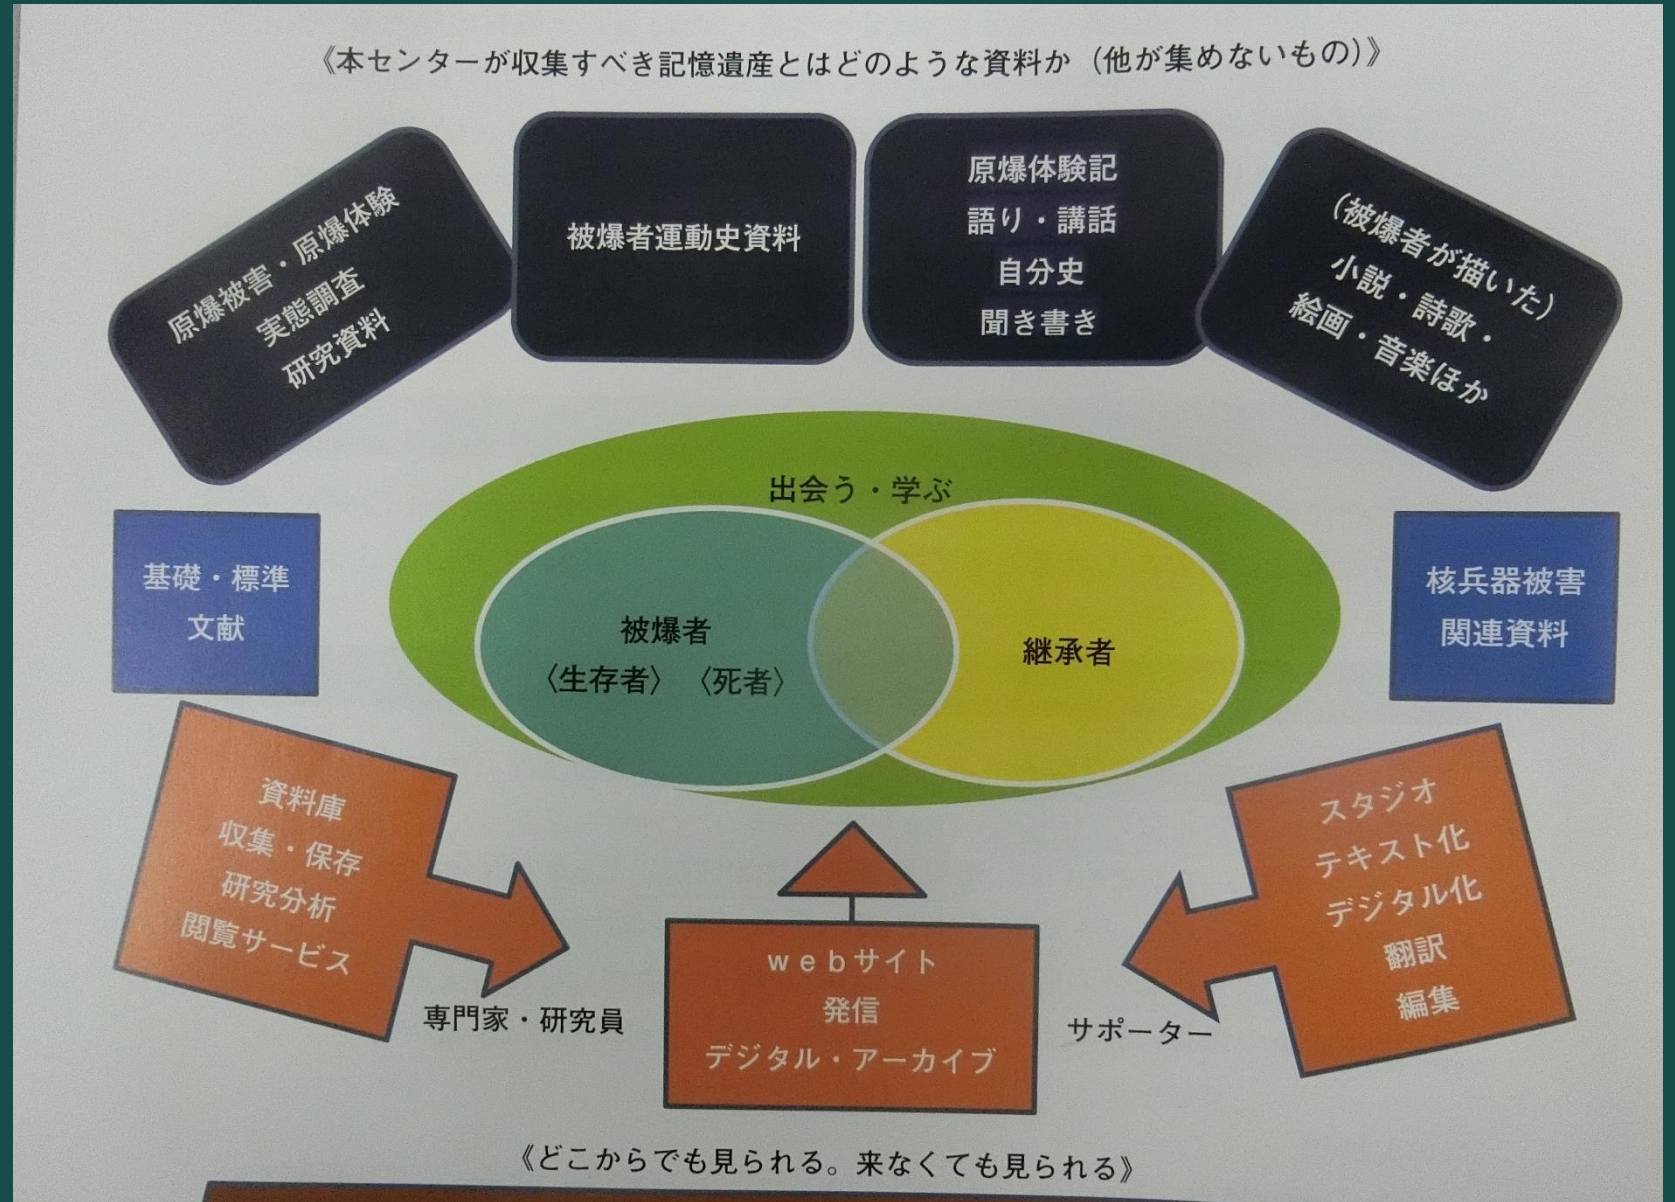 《本センターが収集すべき記憶遺産とはどのような資料か（他が集めないもの）》
原爆被害・原爆体験
実態調査
研究資料
被爆者運動史資料
原爆体験記
語り・講話
自分史
聞き書き
（被爆者が描いた）
小説・詩歌・
絵画・音楽ほか
出会う・学ぶ
基礎・標準
文献
被爆者
〈生存者〉〈死者〉
継承者
核兵器被害
関連資料
資料庫
収集・保存
研究分析
閲覧サービス
専門家・研究員
webサイト
発信
デジタル・アーカイブ
サポーター
スタジオ
テキスト化
デジタル化
翻訳
編集
《どこからでも見られる。来なくても見られる》